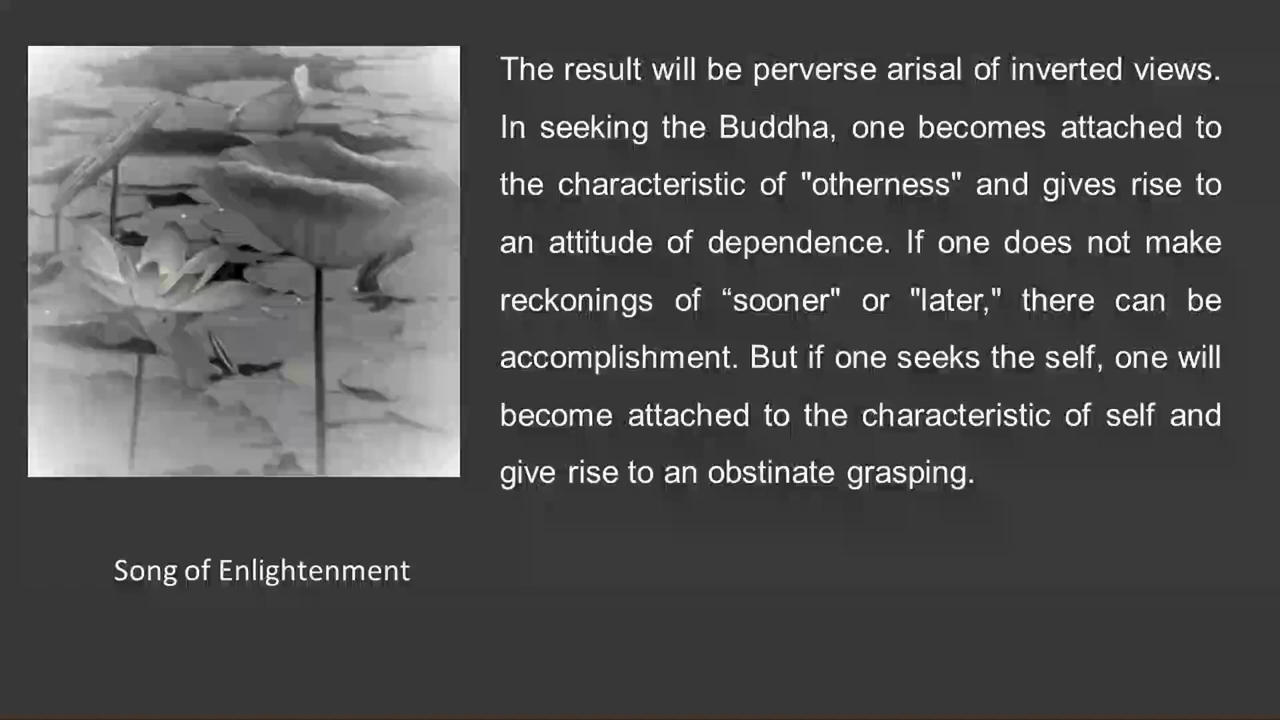 The result will be perverse arisal of inverted views.
In seeking the Buddha, one becomes attached to
the characteristic of "otherness" and gives rise to
an attitude of dependence. If one does not make
reckonings of “sooner" or "later," there can be
accomplishment. But if one seeks the self, one will
become attached to the characteristic of self and
give rise to an obstinate grasping.
Song of Enlightenment